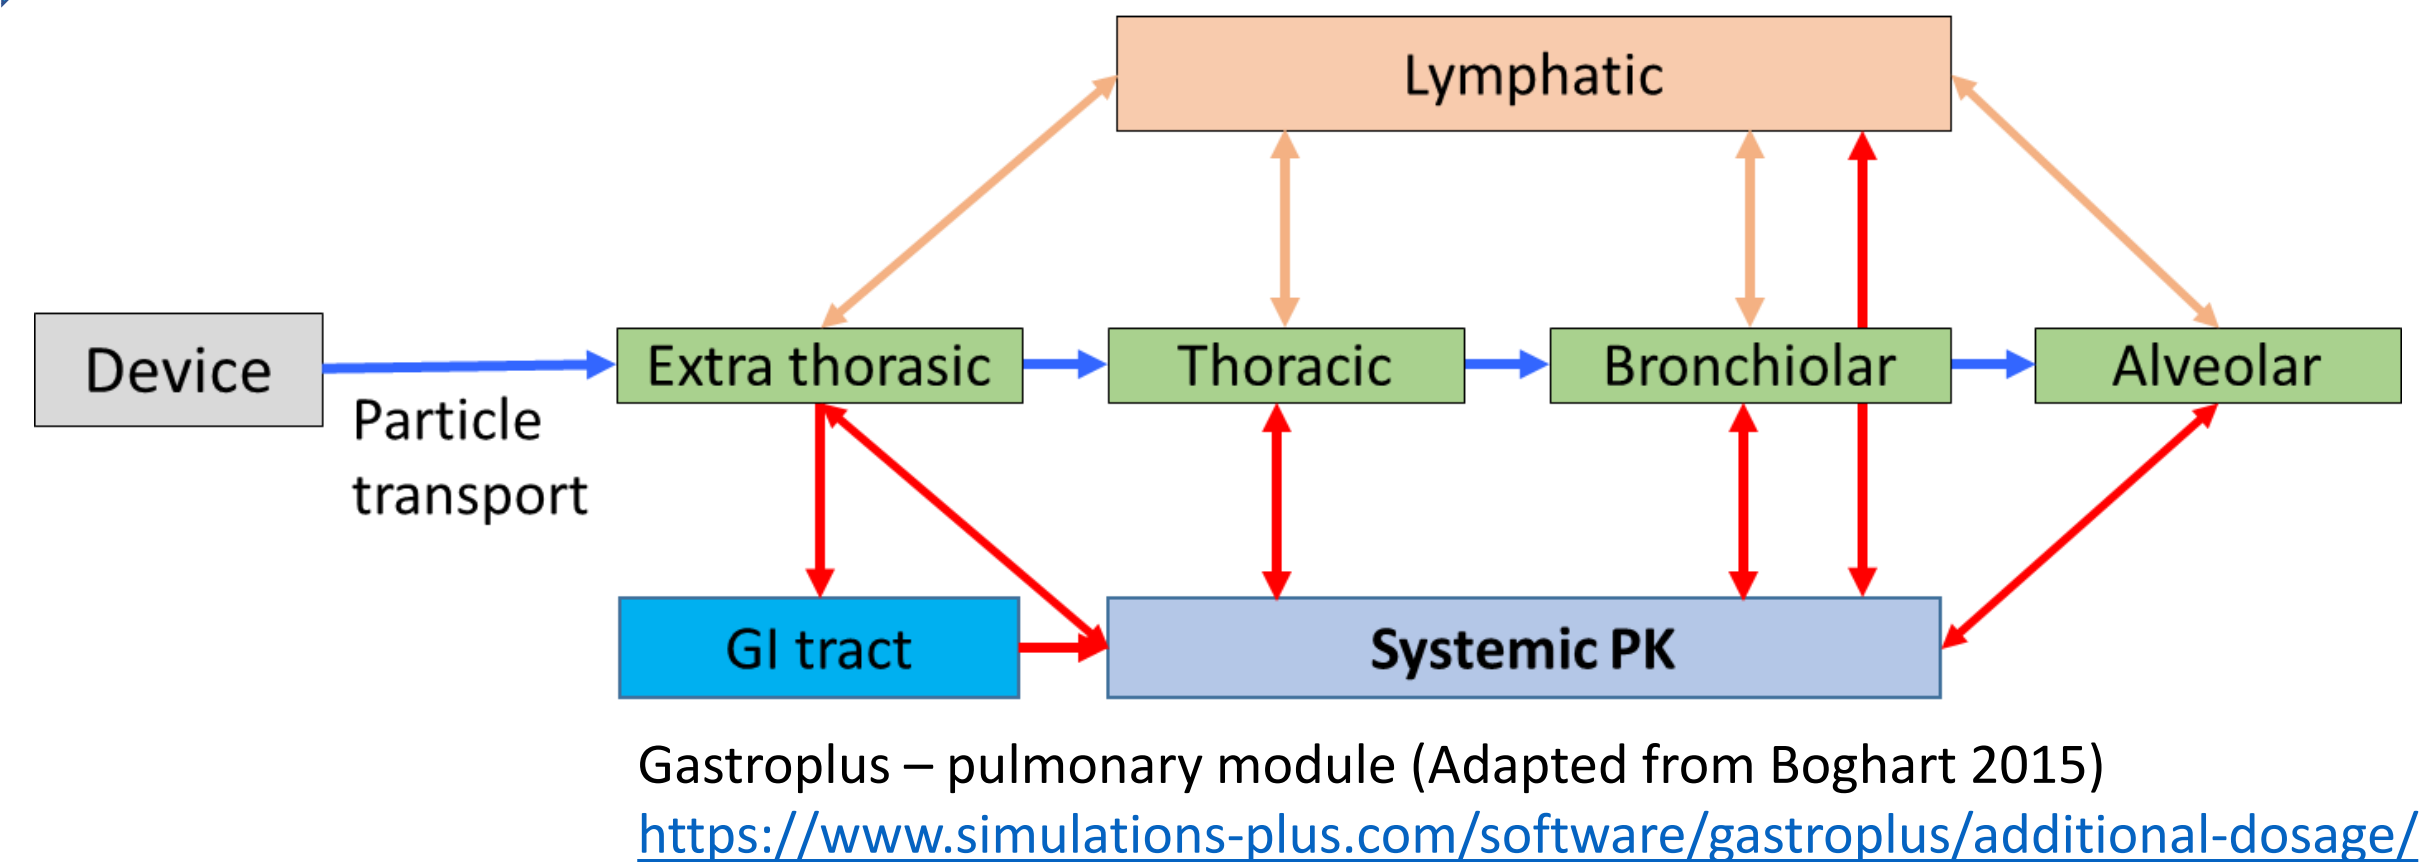 Lymphatic
Device
Particle
transport
Extra thorasic
Thoracic
Bronchiolar
Alveolar
GI tract
Systemic PK
Gastroplus – pulmonary module (Adapted from Boghart 2015)
https://www.simulations-plus.com/software/gastroplus/additional-dosage/